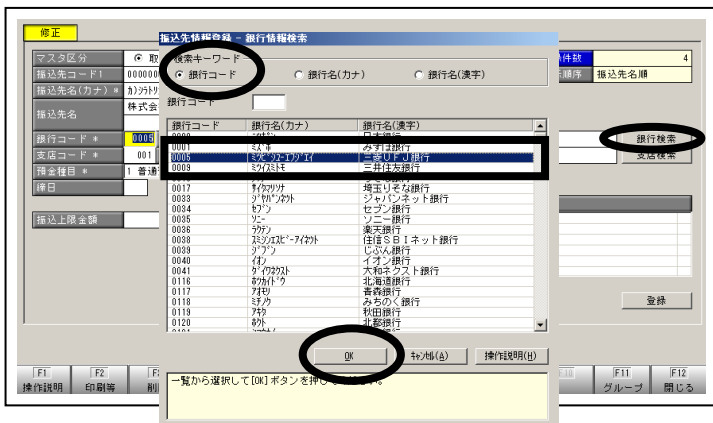 修正
振込先情報登録 - 銀行情報検索
マスタ区分
検索キーワード
件数 4
振込先コード1
銀行コード 銀行名(カナ) 銀行名(漢字)
順序 振込先名順
振込先名(カナ) *
振込先名 株式会
銀行コード
銀行コード * 0005
銀行検索
支店コード * 001
支店検索
預金種目 * 1 普通
締日
振込上限金額
銀行コード 銀行名(カナ) 銀行名(漢字)
0001 ミズホ みずほ銀行
0005 ミツビシユーエフジェイ 三菱UFJ銀行
0009 ミツイスミトモ 三井住友銀行
0017 サイタマリソナ 埼玉りそな銀行
0033 ジャパンネット ジャパンネット銀行
0034 セブン セブン銀行
0035 ソニー ソニー銀行
0036 ラクテン 楽天銀行
0038 スミシンエスビーアイネット 住信SBIネット銀行
0039 ジブン じぶん銀行
0040 イオン イオン銀行
0041 ダイワネクスト 大和ネクスト銀行
0116 ホッカイドウ 北海道銀行
0117 アオモリ 青森銀行
0118 ミチノク みちのく銀行
0119 アキタ 秋田銀行
0120 ホクト 北都銀行
登録
OK キャンセル(A) 操作説明(H)
一覧から選択して[OK]ボタンを押し
F1 操作説明
F2 印刷等
F11 グループ
F12 閉じる